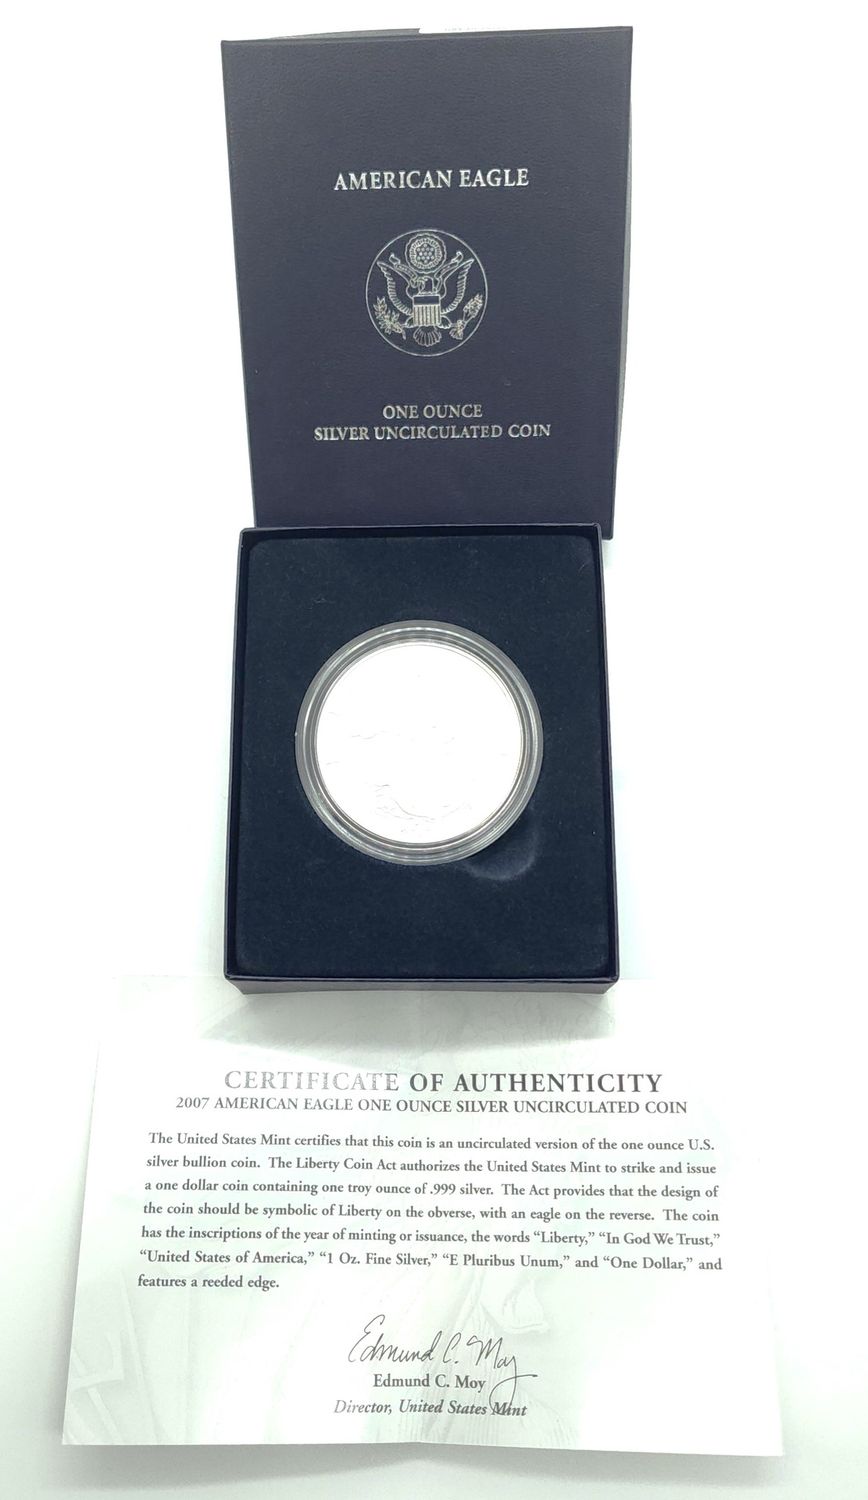 AMERICAN EAGLE
ONE OUNCE
SILVER UNCIRCULATED COIN
CERTIFICATE OF AUTHENTICITY
2007 AMERICAN EAGLE ONE OUNCE SILVER UNCIRCULATED COIN
The United States Mint certifies that this coin is an uncirculated version of the one ounce U.S.
silver bullion coin. The Liberty Coin Act authorizes the United States Mint to strike and issue
a one dollar coin containing one troy ounce of .999 silver. The Act provides that the design of
the coin should be symbolic of Liberty on the obverse, with an eagle on the reverse. The coin
has the inscriptions of the year of minting or issuance, the words “Liberty,” “In God We Trust,”
“United States of America,” “1 Oz. Fine Silver,” “E Pluribus Unum,” and “One Dollar,” and
features a reeded edge.
Edmund C. Moy
Edmund C. Moy
Director, United States Mint